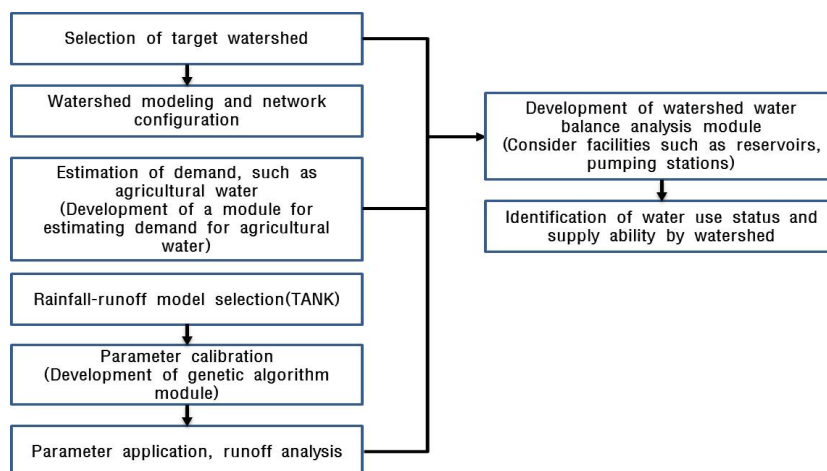 Selection of target watershed
Watershed modeling and network
configuration
Estimation of demand, such as
agricultural water
(Development of a module for
estimating demand for agricultural
water)
Rainfall-runoff model selection(TANK)
Parameter calibration
(Development of genetic algorithm
module)
Parameter application, runoff analysis
Development of watershed water
balance analysis module
(Consider facilities such as reservoirs,
pumping stations)
Identification of water use status and
supply ability by watershed